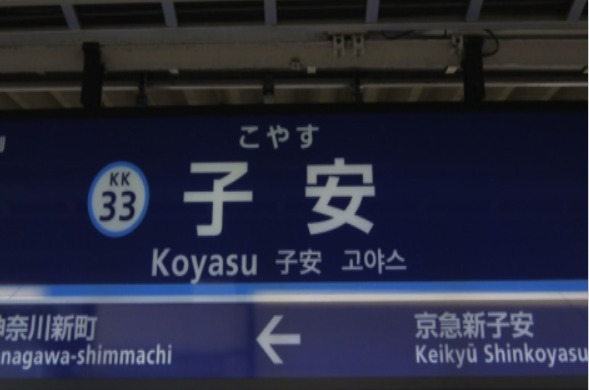 こやす
KK
33
子安
Koyasu 子安 고야스
神奈川新町 ← 京急新子安
nagawa-shimmachi Keikyū Shinkoyasu